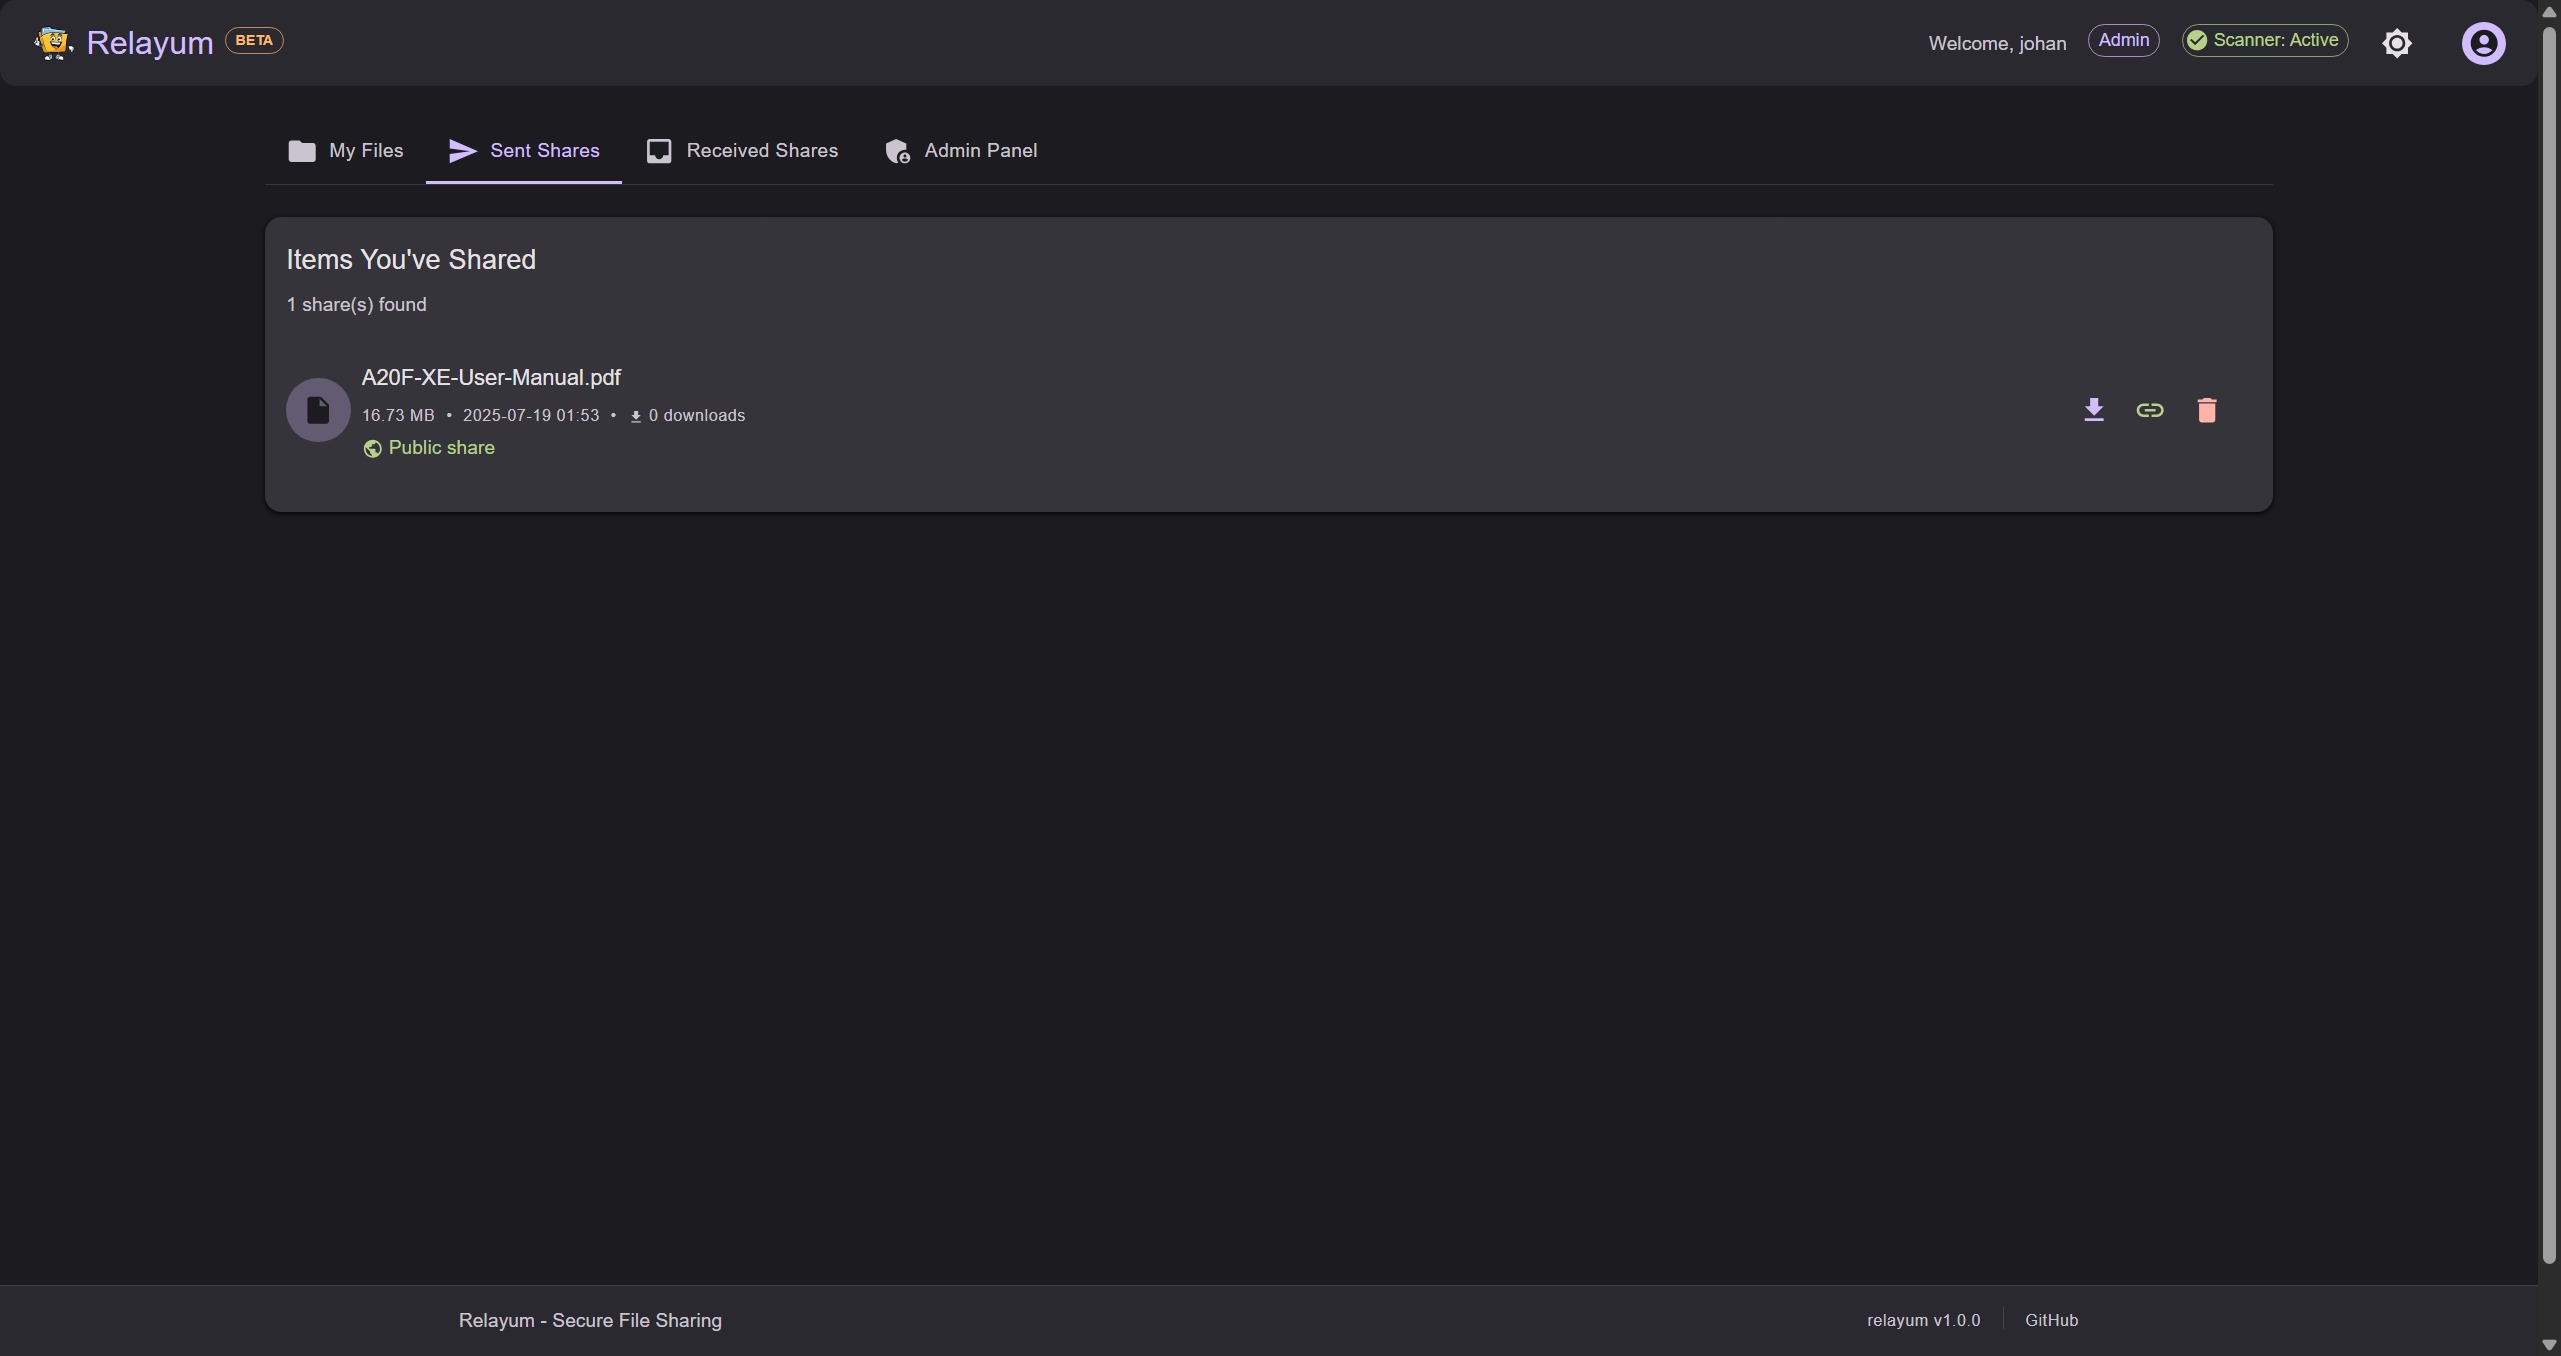 Relayum BETA
Welcome, johan Admin Scanner: Active
My Files Sent Shares Received Shares Admin Panel
Items You've Shared
1 share(s) found
A20F-XE-User-Manual.pdf
16.73 MB • 2025-07-19 01:53 • 0 downloads
Public share
Relayum - Secure File Sharing
relayum v1.0.0 GitHub